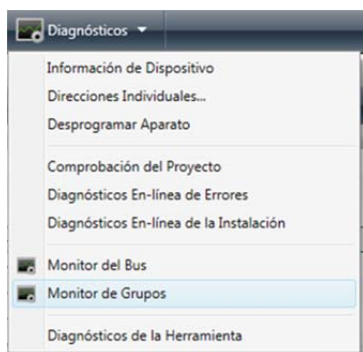 Diagnósticos
Información de Dispositivo
Direcciones Individuales...
Desprogramar Aparato
Comprobación del Proyecto
Diagnósticos En-línea de Errores
Diagnósticos En-línea de la Instalación
Monitor del Bus
Monitor de Grupos
Diagnósticos de la Herramienta